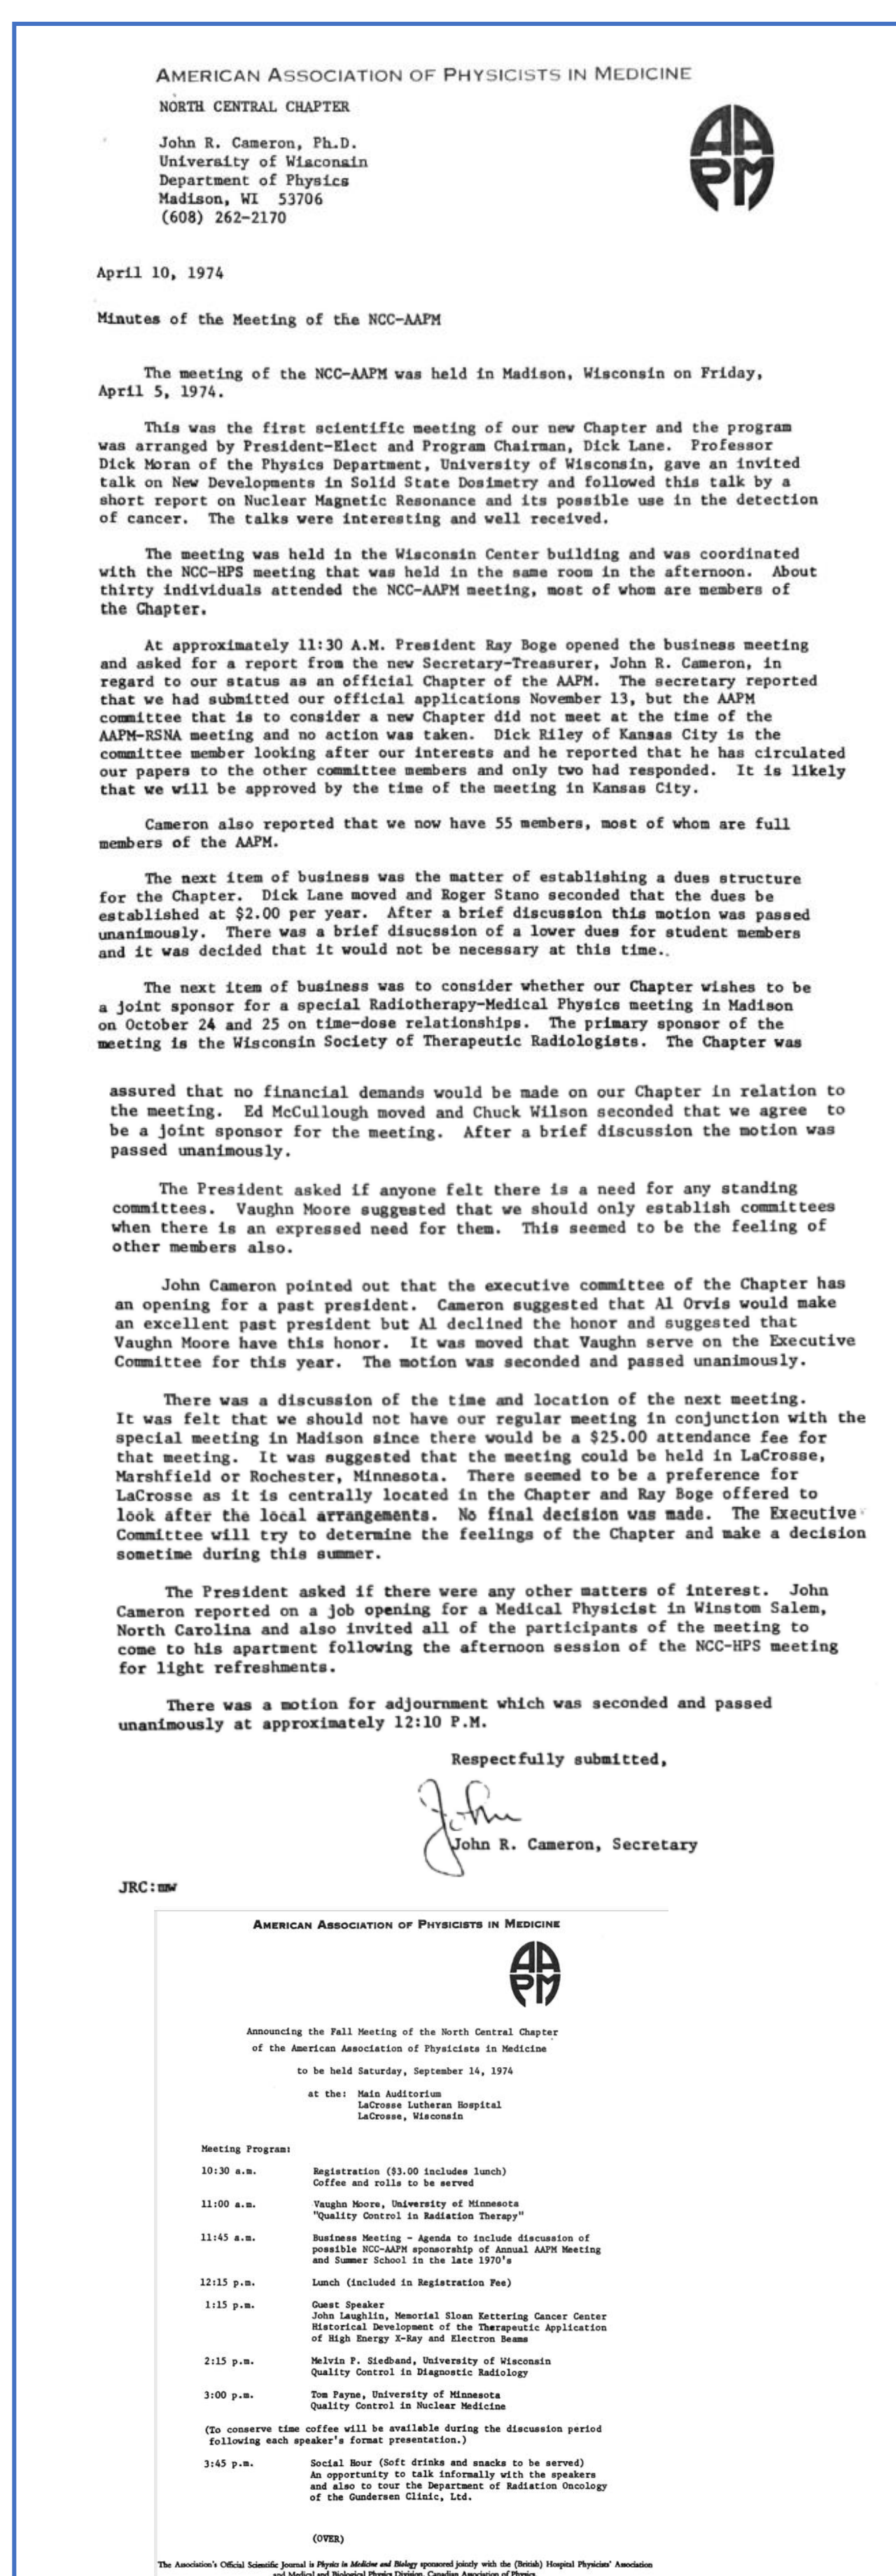 AMERICAN ASSOCIATION OF PHYSICISTS IN MEDICINE
NORTH CENTRAL CHAPTER
AAPM
John R. Cameron, Ph.D.
University of Wisconsin
Department of Physics
Madison, WI 53706
(608) 262-2170
April 10, 1974
Minutes of the Meeting of the NCC-AAPM
The meeting of the NCC-AAPM was held in Madison, Wisconsin on Friday,
April 5, 1974.
This was the first scientific meeting of our new Chapter and the program
was arranged by President-Elect and Program Chairman, Dick Lane. Professor
Dick Moran of the Physics Department, University of Wisconsin, gave an invited
talk on New Developments in Solid State Dosimetry and followed this talk by a
short report on Nuclear Magnetic Resonance and its possible use in the detection
of cancer. The talks were interesting and well received.
The meeting was held in the Wisconsin Center building and was coordinated
with the NCC-HPS meeting that was held in the same room in the afternoon. About
thirty individuals attended the NCC-AAPM meeting, most of whom are members of
the Chapter.
At approximately 11:30 A.M. President Ray Boge opened the business meeting
and asked for a report from the new Secretary-Treasurer, John R. Cameron, in
regard to our status as an official Chapter of the AAPM. The secretary reported
that we had submitted our official applications November 13, but the AAPM
committee that is to consider a new Chapter did not meet at the time of the
AAPM-RSNA meeting and no action was taken. Dick Riley of Kansas City is the
committee member looking after our interests and he reported that he has circulated
our papers to the other committee members and only two had responded. It is likely
that we will be approved by the time of the meeting in Kansas City.
Cameron also reported that we now have 55 members, most of whom are full
members of the AAPM.
The next item of business was the matter of establishing a dues structure
for the Chapter. Dick Lane moved and Roger Stano seconded that the dues be
established at $2.00 per year. After a brief discussion this motion was passed
unanimously. There was a brief disucssion of a lower dues for student members
and it was decided that it would not be necessary at this time..
The next item of business was to consider whether our Chapter wishes to be
a joint sponsor for a special Radiotherapy-Medical Physics meeting in Madison
on October 24 and 25 on time-dose relationships. The primary sponsor of the
meeting is the Wisconsin Society of Therapeutic Radiologists. The Chapter was
assured that no financial demands would be made on our Chapter in relation to
the meeting. Ed McCullough moved and Chuck Wilson seconded that we agree to
be a joint sponsor for the meeting. After a brief discussion the motion was
passed unanimously.
The President asked if anyone felt there is a need for any standing
committees. Vaughn Moore suggested that we should only establish committees
when there is an expressed need for them. This seemed to be the feeling of
other members also.
John Cameron pointed out that the executive committee of the Chapter has
an opening for a past president. Cameron suggested that Al Orvis would make
an excellent past president but Al declined the honor and suggested that
Vaughn Moore have this honor. It was moved that Vaughn serve on the Executive
Committee for this year. The motion was seconded and passed unanimously.
There was a discussion of the time and location of the next meeting.
It was felt that we should not have our regular meeting in conjunction with the
special meeting in Madison since there would be a $25.00 attendance fee for
that meeting. It was suggested that the meeting could be held in LaCrosse,
Marshfield or Rochester, Minnesota. There seemed to be a preference for
LaCrosse as it is centrally located in the Chapter and Ray Boge offered to
look after the local arrangements. No final decision was made. The Executive
Committee will try to determine the feelings of the Chapter and make a decision
sometime during this summer.
The President asked if there were any other matters of interest. John
Cameron reported on a job opening for a Medical Physicist in Winstom Salem,
North Carolina and also invited all of the participants of the meeting to
come to his apartment following the afternoon session of the NCC-HPS meeting
for light refreshments.
There was a motion for adjournment which was seconded and passed
unanimously at approximately 12:10 P.M.
Respectfully submitted,
John
John R. Cameron, Secretary
JRC:mw
AMERICAN ASSOCIATION OF PHYSICISTS IN MEDICINE
AAPM
Announcing the Fall Meeting of the North Central Chapter
of the American Association of Physicists in Medicine
to be held Saturday, September 14, 1974
at the: Main Auditorium
LaCrosse Lutheran Hospital
LaCrosse, Wisconsin
Meeting Program:
10:30 a.m. Registration ($3.00 includes lunch)
Coffee and rolls to be served
11:00 a.m. Vaughn Moore, University of Minnesota
"Quality Control in Radiation Therapy"
11:45 a.m. Business Meeting - Agenda to include discussion of
possible NCC-AAPM sponsorship of Annual AAPM Meeting
and Summer School in the late 1970's
12:15 p.m. Lunch (included in Registration Fee)
1:15 p.m. Guest Speaker
John Laughlin, Memorial Sloan Kettering Cancer Center
Historical Development of the Therapeutic Application
of High Energy X-Ray and Electron Beams
2:15 p.m. Melvin P. Siedband, University of Wisconsin
Quality Control in Diagnostic Radiology
3:00 p.m. Tom Payne, University of Minnesota
Quality Control in Nuclear Medicine
(To conserve time coffee will be available during the discussion period
following each speaker's format presentation.)
3:45 p.m. Social Hour (Soft drinks and snacks to be served)
An opportunity to talk informally with the speakers
and also to tour the Department of Radiation Oncology
of the Gundersen Clinic, Ltd.
(OVER)
The Association's Official Scientific Journal is Physics in Medicine and Biology sponsored jointly with the (British) Hospital Physicists' Association
and Medical and Biological Physics Division, Canadian Association of Physics